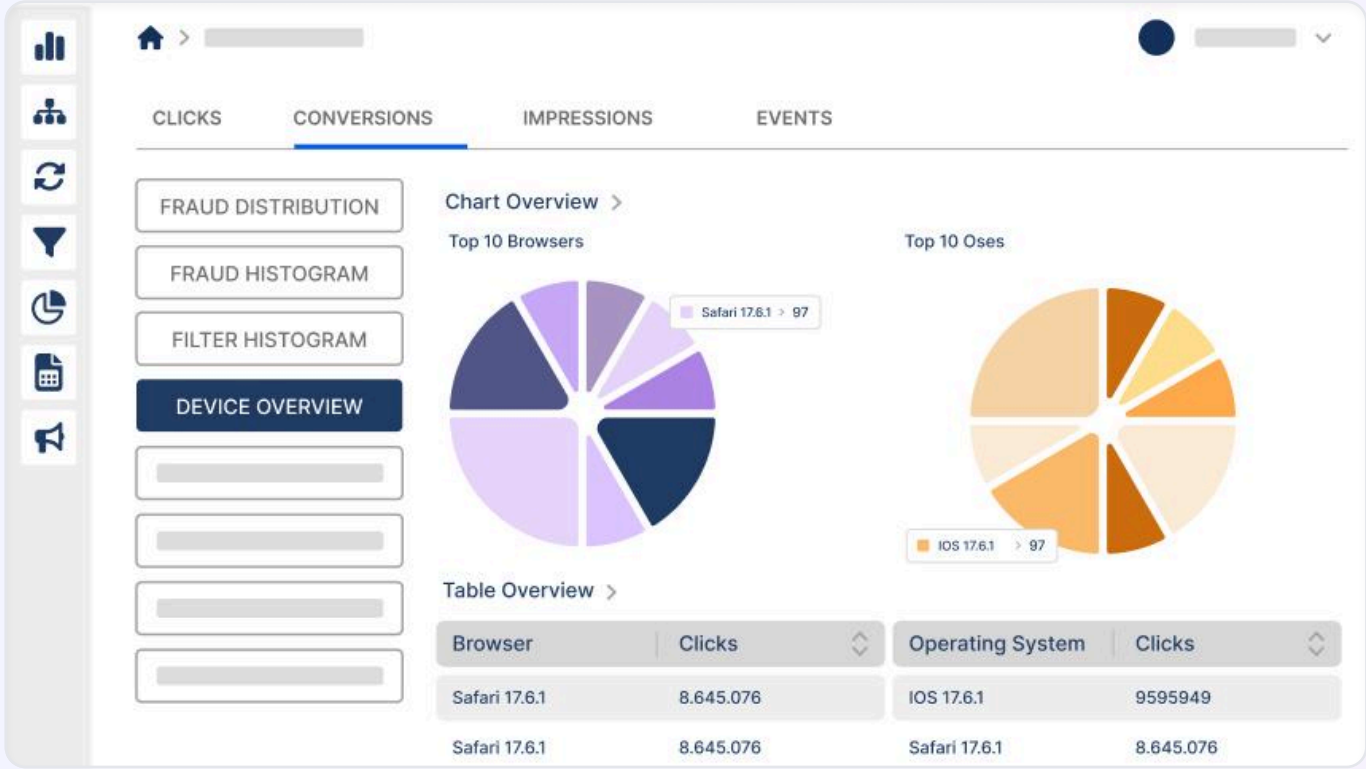 CLICKS CONVERSIONS IMPRESSIONS EVENTS
FRAUD DISTRIBUTION
FRAUD HISTOGRAM
FILTER HISTOGRAM
DEVICE OVERVIEW
Chart Overview >
Top 10 Browsers
Safari 17.6.1 > 97
Top 10 Oses
IOS 17.6.1 > 97
Table Overview >
Browser Clicks Operating System Clicks
Safari 17.6.1 8.645.076 IOS 17.6.1 9595949
Safari 17.6.1 8.645.076 Safari 17.6.1 8.645.076